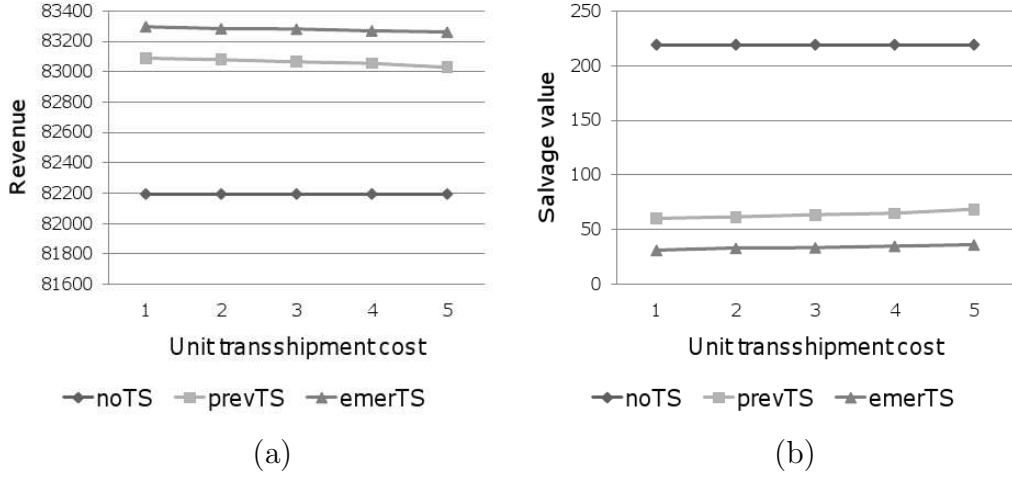 83400
83200
83000
82800
82600
82400
82200
82000
81800
81600
Revenue
1 2 3 4 5
Unit transshipment cost
noTS prevTS emerTS
(a)
250
200
150
100
50
0
Salvage value
1 2 3 4 5
Unit transshipment cost
noTS prevTS emerTS
(b)